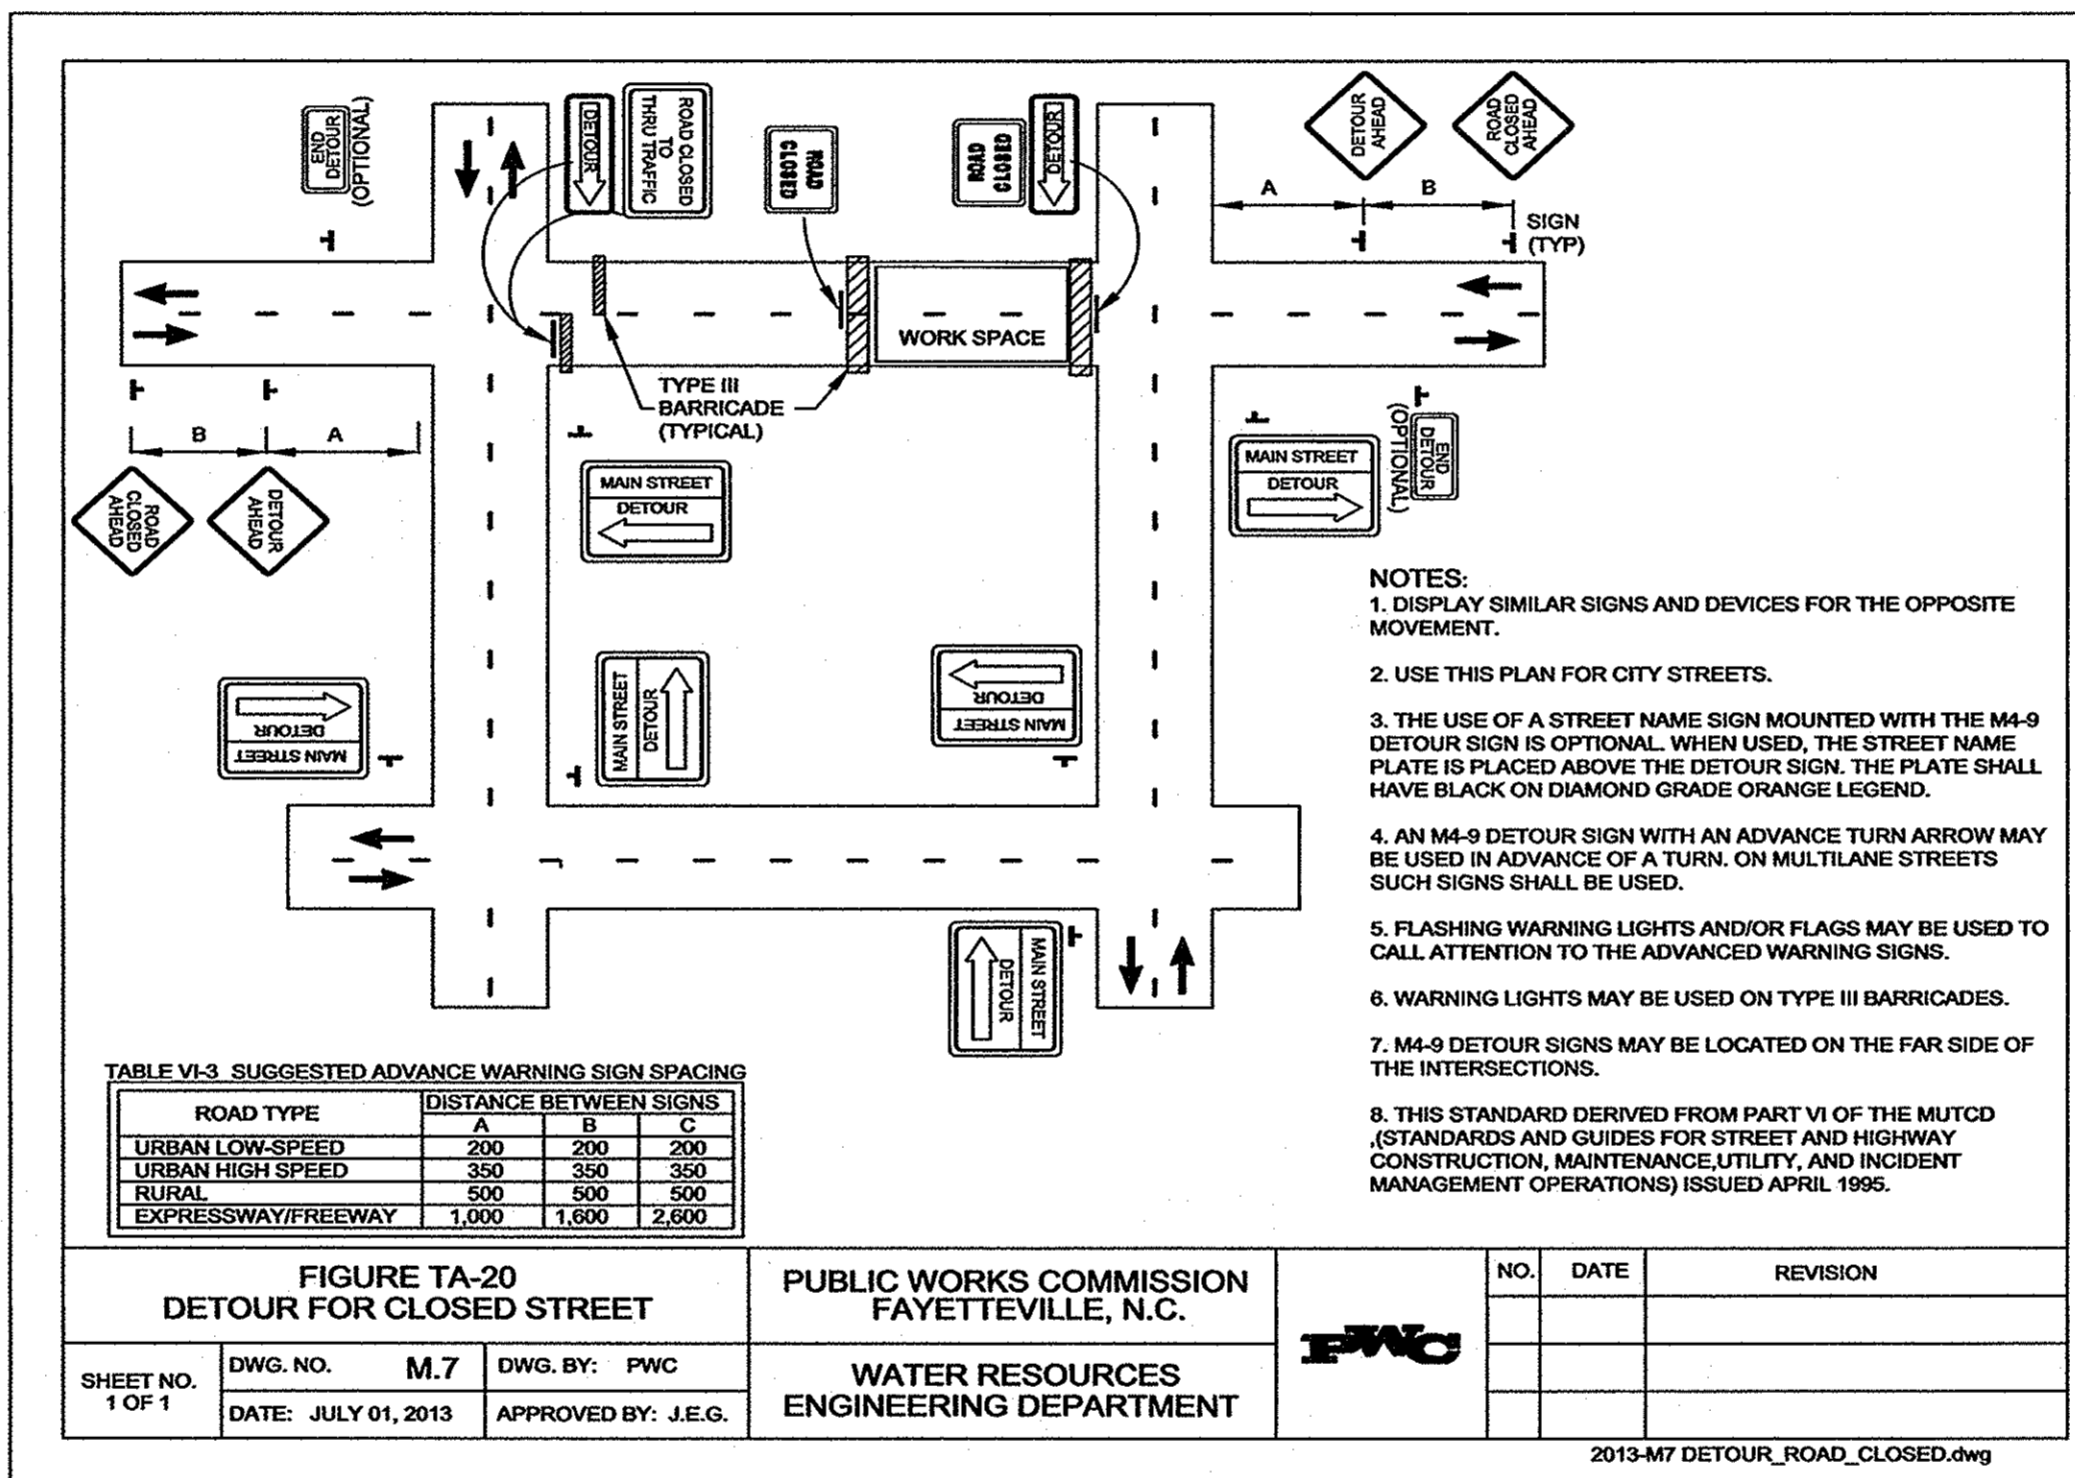 END
DETOUR
(OPTIONAL)
DETOUR
ROAD CLOSED
TO
THRU TRAFFIC
ROAD
CLOSED
ROAD
CLOSED
DETOUR
DETOUR
AHEAD
ROAD
CLOSED
AHEAD
A
B
SIGN
(TYP)
WORK SPACE
TYPE III
BARRICADE
(TYPICAL)
B
A
ROAD
CLOSED
AHEAD
DETOUR
AHEAD
MAIN STREET
DETOUR
MAIN STREET
DETOUR
(OPTIONAL)
END
DETOUR
MAIN STREET
DETOUR
MAIN STREET
DETOUR
MAIN STREET
DETOUR
MAIN STREET
DETOUR
NOTES:
1. DISPLAY SIMILAR SIGNS AND DEVICES FOR THE OPPOSITE
MOVEMENT.
2. USE THIS PLAN FOR CITY STREETS.
3. THE USE OF A STREET NAME SIGN MOUNTED WITH THE M4-9
DETOUR SIGN IS OPTIONAL. WHEN USED, THE STREET NAME
PLATE IS PLACED ABOVE THE DETOUR SIGN. THE PLATE SHALL
HAVE BLACK ON DIAMOND GRADE ORANGE LEGEND.
4. AN M4-9 DETOUR SIGN WITH AN ADVANCE TURN ARROW MAY
BE USED IN ADVANCE OF A TURN. ON MULTILANE STREETS
SUCH SIGNS SHALL BE USED.
5. FLASHING WARNING LIGHTS AND/OR FLAGS MAY BE USED TO
CALL ATTENTION TO THE ADVANCED WARNING SIGNS.
6. WARNING LIGHTS MAY BE USED ON TYPE III BARRICADES.
7. M4-9 DETOUR SIGNS MAY BE LOCATED ON THE FAR SIDE OF
THE INTERSECTIONS.
8. THIS STANDARD DERIVED FROM PART VI OF THE MUTCD
,(STANDARDS AND GUIDES FOR STREET AND HIGHWAY
CONSTRUCTION, MAINTENANCE,UTILITY, AND INCIDENT
MANAGEMENT OPERATIONS) ISSUED APRIL 1995.
TABLE VI-3 SUGGESTED ADVANCE WARNING SIGN SPACING
ROAD TYPE DISTANCE BETWEEN SIGNS
A B C
URBAN LOW-SPEED 200 200 200
URBAN HIGH SPEED 350 350 350
RURAL 500 500 500
EXPRESSWAY/FREEWAY 1,000 1,600 2,600
FIGURE TA-20
DETOUR FOR CLOSED STREET
SHEET NO.
1 OF 1
DWG. NO. M.7
DATE: JULY 01, 2013
DWG. BY: PWC
APPROVED BY: J.E.G.
PUBLIC WORKS COMMISSION
FAYETTEVILLE, N.C.
WATER RESOURCES
ENGINEERING DEPARTMENT
PWC
NO. DATE REVISION
2013-M7 DETOUR_ROAD_CLOSED.dwg